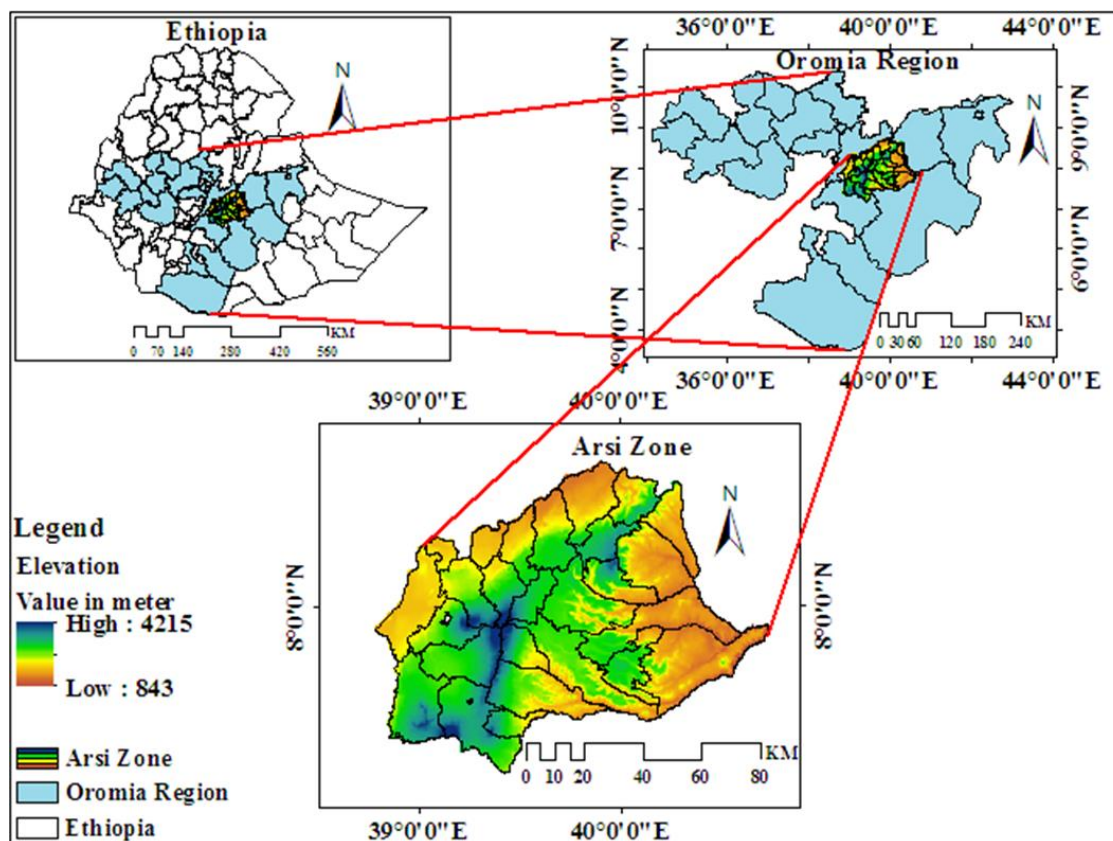 Ethiopia
N
0 70 140 280 420 560
KM
36°0'0"E 40°0'0"E 44°0'0"E
Oromia Region
N
10°0'0"N
7°0'0"N
4°0'0"N
9°0'0"N
6°0'0"N
KM
0 30 60 120 180 240
36°0'0"E 40°0'0"E 44°0'0"E
39°0'0"E 40°0'0"E
Arsi Zone
N
8°0'0"N
8°0'0"N
KM
0 10 20 40 60 80
39°0'0"E 40°0'0"E
Legend
Elevation
Value in meter
High : 4215
Low : 843
Arsi Zone
Oromia Region
Ethiopia